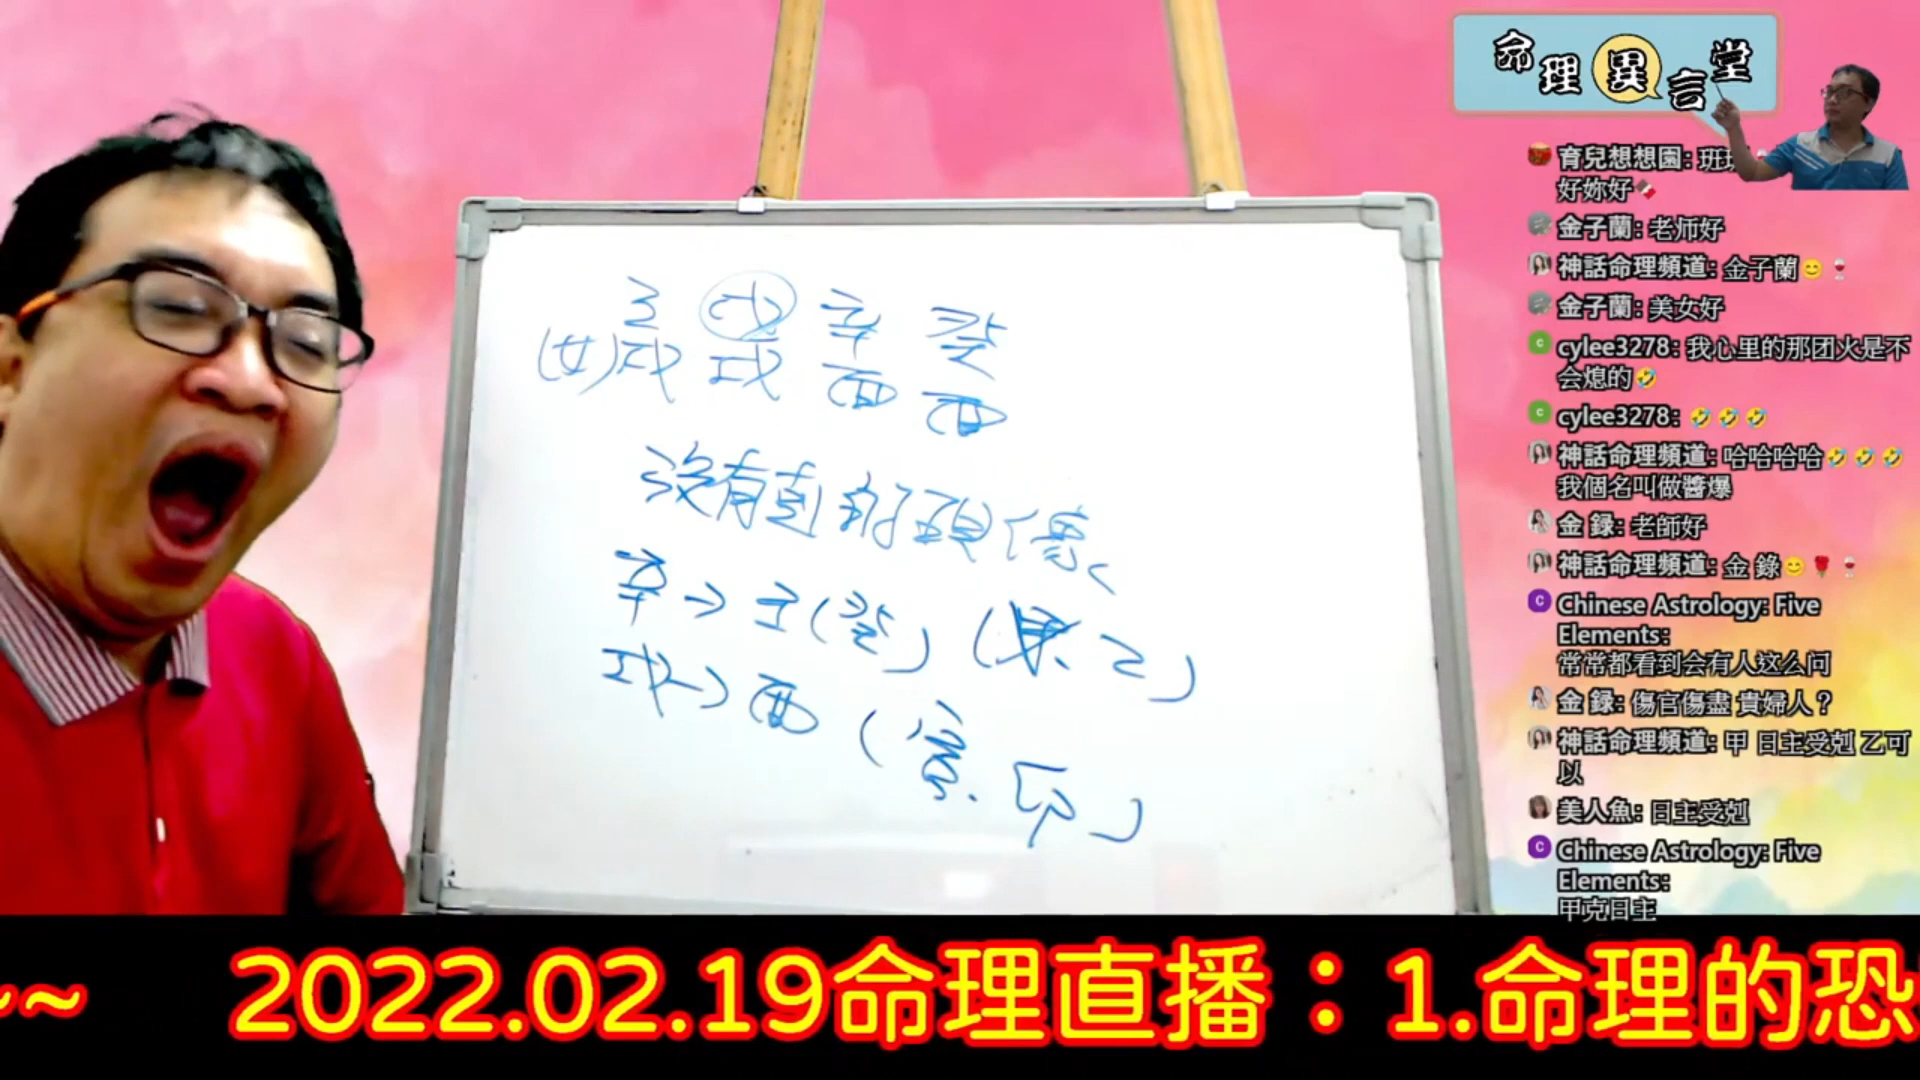 命理異言堂
育兒想想園: 班
好妳好
金子蘭: 老师好
神話命理頻道: 金子蘭
金子蘭: 美女好
cylee3278: 我心里的那团火是不
会熄的
cylee3278:
神話命理頻道: 哈哈哈哈
我個名叫做醬爆
金 録: 老師好
神話命理頻道: 金 錄
Chinese Astrology: Five
Elements:
常常都看到会有人这么问
金 録: 傷官傷盡 貴婦人？
神話命理頻道: 甲 日主受剋 乙可
以
美人魚: 日主受剋
Chinese Astrology: Five
Elements:
甲克日主
戊 辛 癸
(女) 戌 戌 酉 酉
沒有直
辛→壬(癸)
戌→酉( 印)
~~ 2022.02.19命理直播：1.命理的恐